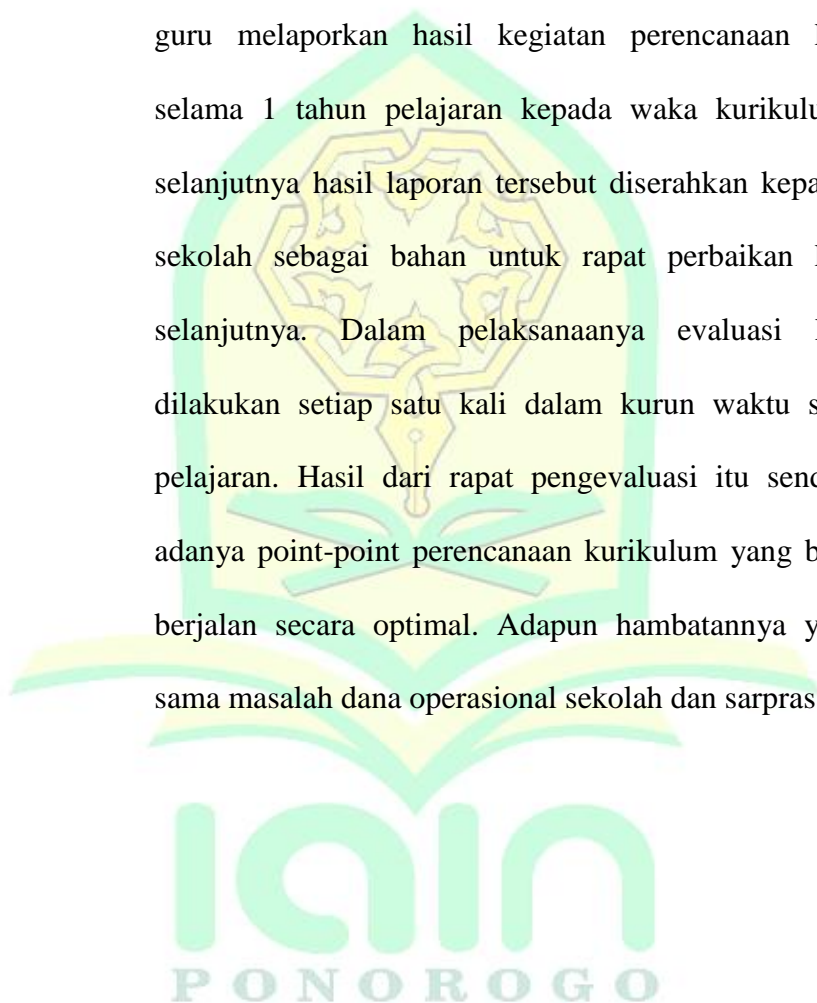 guru melaporkan hasil kegiatan perencanaan
selama 1 tahun pelajaran kepada waka kurikulu
selanjutnya hasil laporan tersebut diserahkan kepa
sekolah sebagai bahan untuk rapat perbaikan
selanjutnya. Dalam pelaksanaanya evaluasi
dilakukan setiap satu kali dalam kurun waktu s
pelajaran. Hasil dari rapat pengevaluasi itu send
adanya point-point perencanaan kurikulum yang b
berjalan secara optimal. Adapun hambatannya y
sama masalah dana operasional sekolah dan sarpras
iain
PONOROGO